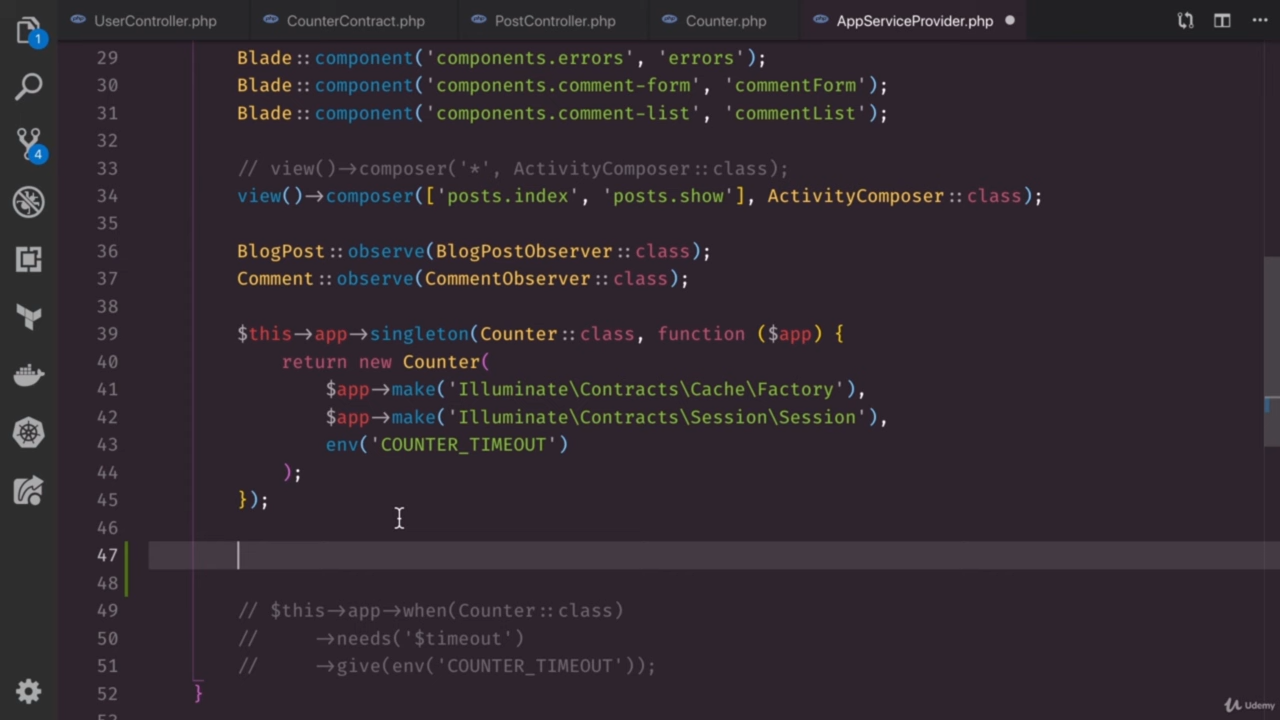 UserController.php CounterContract.php PostController.php Counter.php AppServiceProvider.php
29 Blade::component('components.errors', 'errors');
30 Blade::component('components.comment-form', 'commentForm');
31 Blade::component('components.comment-list', 'commentList');
32
33 // view()->composer('*', ActivityComposer::class);
34 view()->composer(['posts.index', 'posts.show'], ActivityComposer::class);
35
36 BlogPost::observe(BlogPostObserver::class);
37 Comment::observe(CommentObserver::class);
38
39 $this->app->singleton(Counter::class, function ($app) {
40 return new Counter(
41 $app->make('Illuminate\Contracts\Cache\Factory'),
42 $app->make('Illuminate\Contracts\Session\Session'),
43 env('COUNTER_TIMEOUT')
44 );
45 });
46
47
48
49 // $this->app->when(Counter::class)
50 // ->needs('$timeout')
51 // ->give(env('COUNTER_TIMEOUT'));
52 }
1
4
Udemy